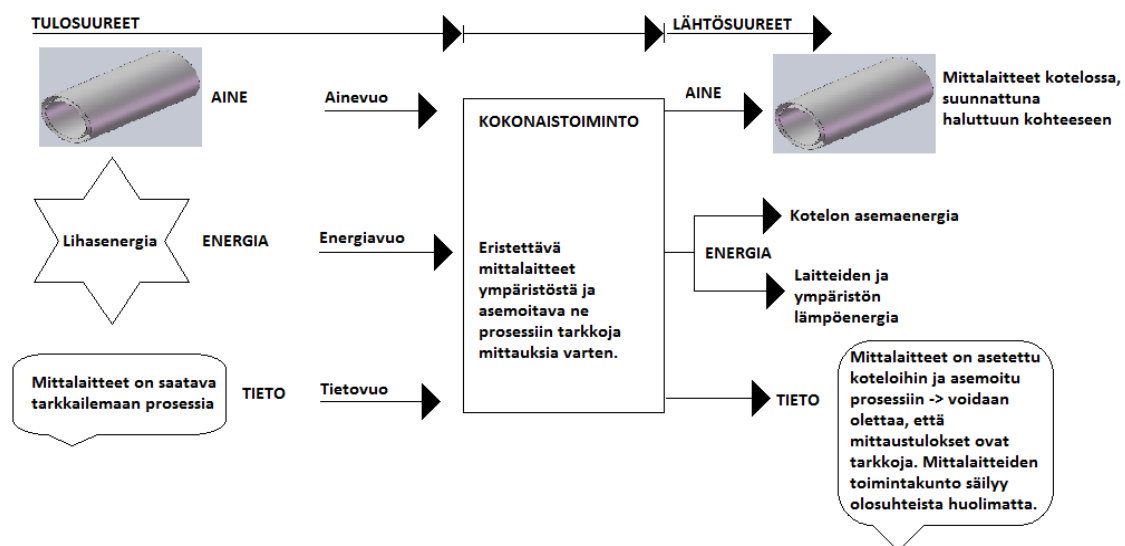 TULOSUUREET
LÄHTÖSUUREET
AINE
Ainevuo
KOKONAISTOIMINTO
AINE
Mittalaitteet kotelossa,
suunnattuna
haluttuun kohteeseen
Lihasenergia
ENERGIA
Energiavuo
Eristettävä
mittalaitteet
ympäristöstä ja
asemoitava ne
prosessiin tarkkoja
mittauksia varten.
ENERGIA
Kotelon asemaenergia
Laitteiden ja
ympäristön
lämpöenergia
Mittalaitteet on saatava
tarkkailemaan prosessia
TIETO
Tietovuo
TIETO
Mittalaitteet on asetettu
koteloihin ja asemoitu
prosessiin -> voidaan
olettaa, että
mittaustulokset ovat
tarkkoja. Mittalaitteiden
toimintakunto säilyy
olosuhteista huolimatta.